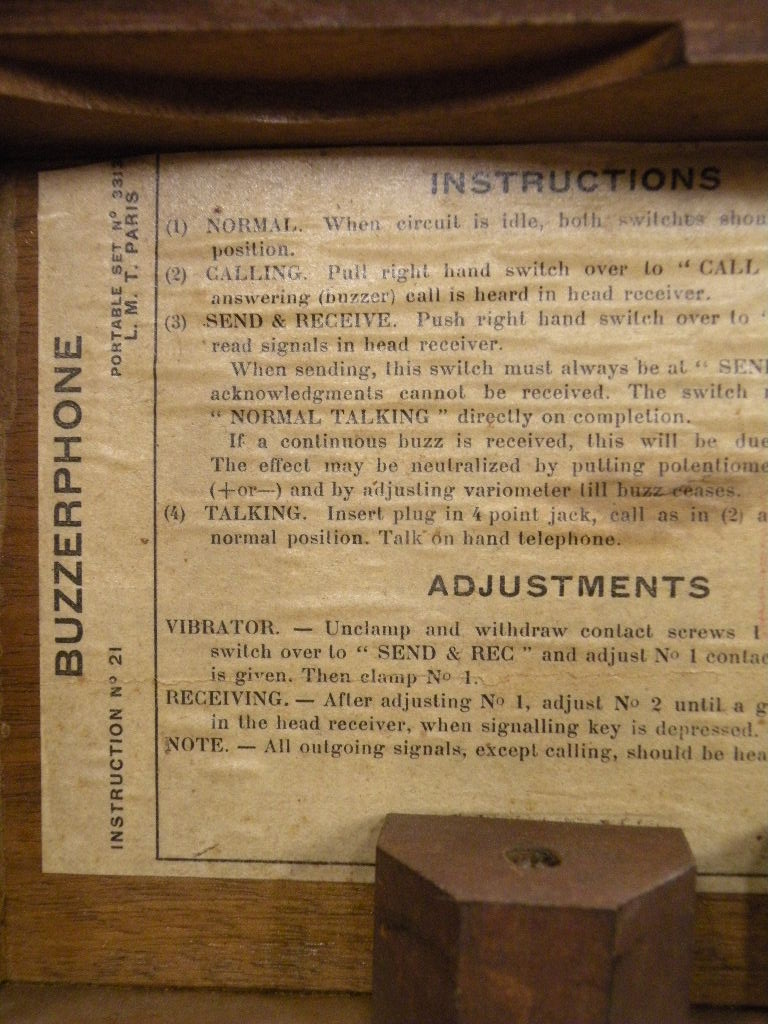 BUZZERPHONE
INSTRUCTION Nº 21
PORTABLE SET Nº 331
L. M. T. PARIS
INSTRUCTIONS
(1) NORMAL. When circuit is idle, both switches shou
position.
(2) CALLING. Pull right hand switch over to “ CALL
answering (buzzer) call is heard in head receiver.
(3) SEND & RECEIVE. Push right hand switch over to “
read signals in head receiver.
When sending, this switch must always be at “ SEN
acknowledgments cannot be received. The switch
“ NORMAL TALKING ” directly on completion.
If a continuous buzz is received, this will be due
The effect may be neutralized by putting potentiome
(+or—) and by adjusting variometer till buzz ceases.
(4) TALKING. Insert plug in 4 point jack, call as in (2) a
normal position. Talk on hand telephone.
ADJUSTMENTS
VIBRATOR. — Unclamp and withdraw contact screws 1
switch over to “ SEND & REC ” and adjust Nº 1 contac
is given. Then clamp Nº 1.
RECEIVING. — After adjusting Nº 1, adjust Nº 2 until a g
in the head receiver, when signalling key is depressed.
NOTE. — All outgoing signals, except calling, should be hea